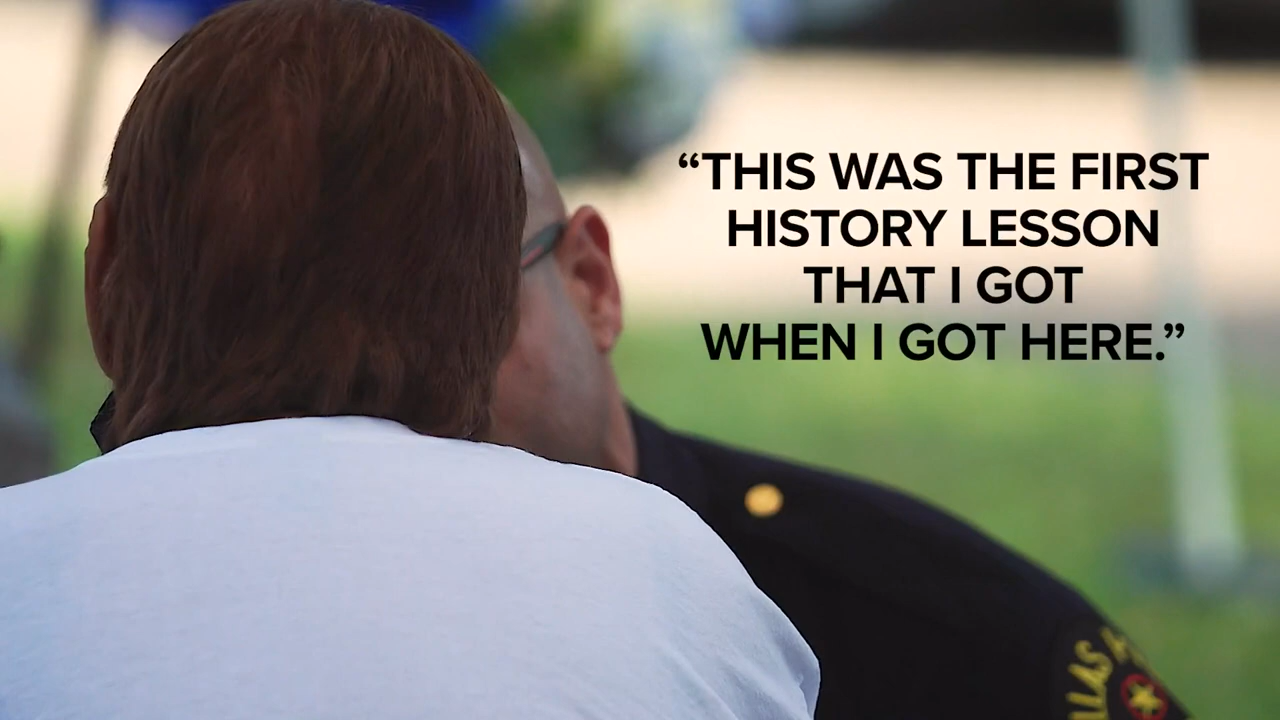 “THIS WAS THE FIRST
HISTORY LESSON
THAT I GOT
WHEN I GOT HERE.”